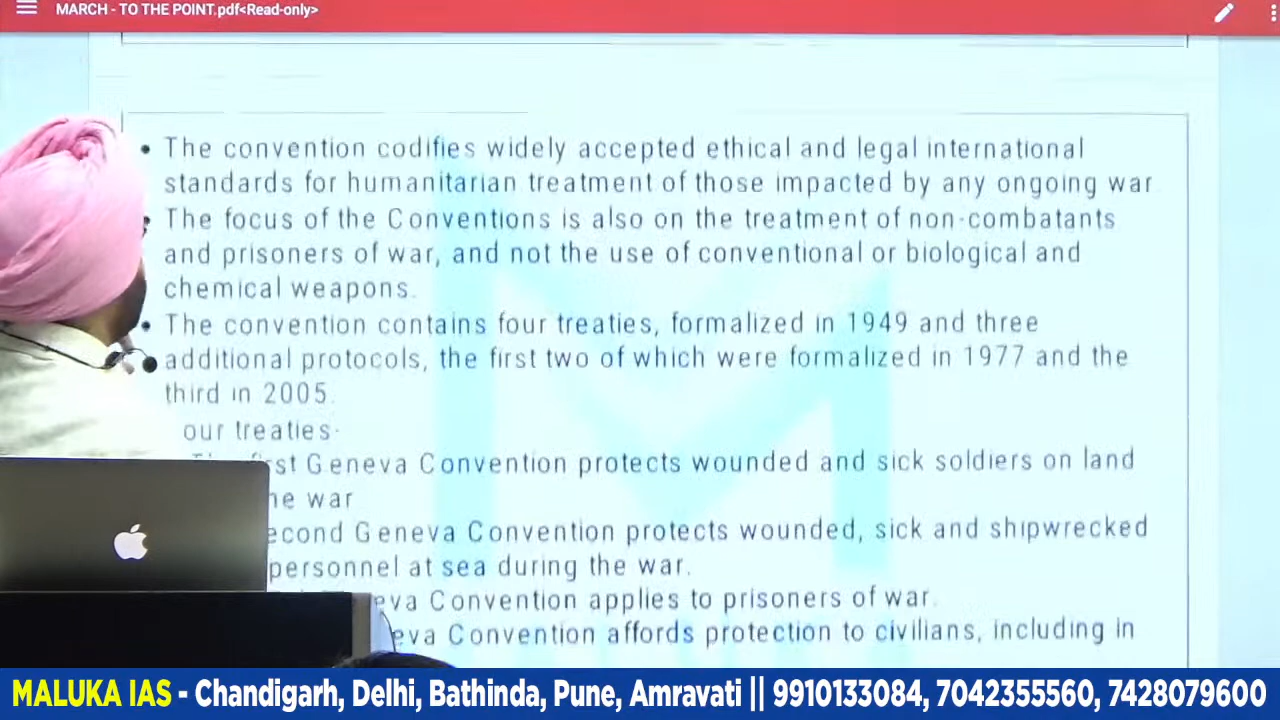 MARCH - TO THE POINT.pdf<Read-only>
• The convention codifies widely accepted ethical and legal international
standards for humanitarian treatment of those impacted by any ongoing war
• The focus of the Conventions is also on the treatment of non-combatants
and prisoners of war, and not the use of conventional or biological and
chemical weapons.
• The convention contains four treaties, formalized in 1949 and three
additional protocols, the first two of which were formalized in 1977 and the
third in 2005.
our treaties-
st Geneva Convention protects wounded and sick soldiers on land
he war
econd Geneva Convention protects wounded, sick and shipwrecked
personnel at sea during the war.
eva Convention applies to prisoners of war.
eva Convention affords protection to civilians, including in
MALUKA IAS - Chandigarh, Delhi, Bathinda, Pune, Amravati || 9910133084, 7042355560, 7428079600